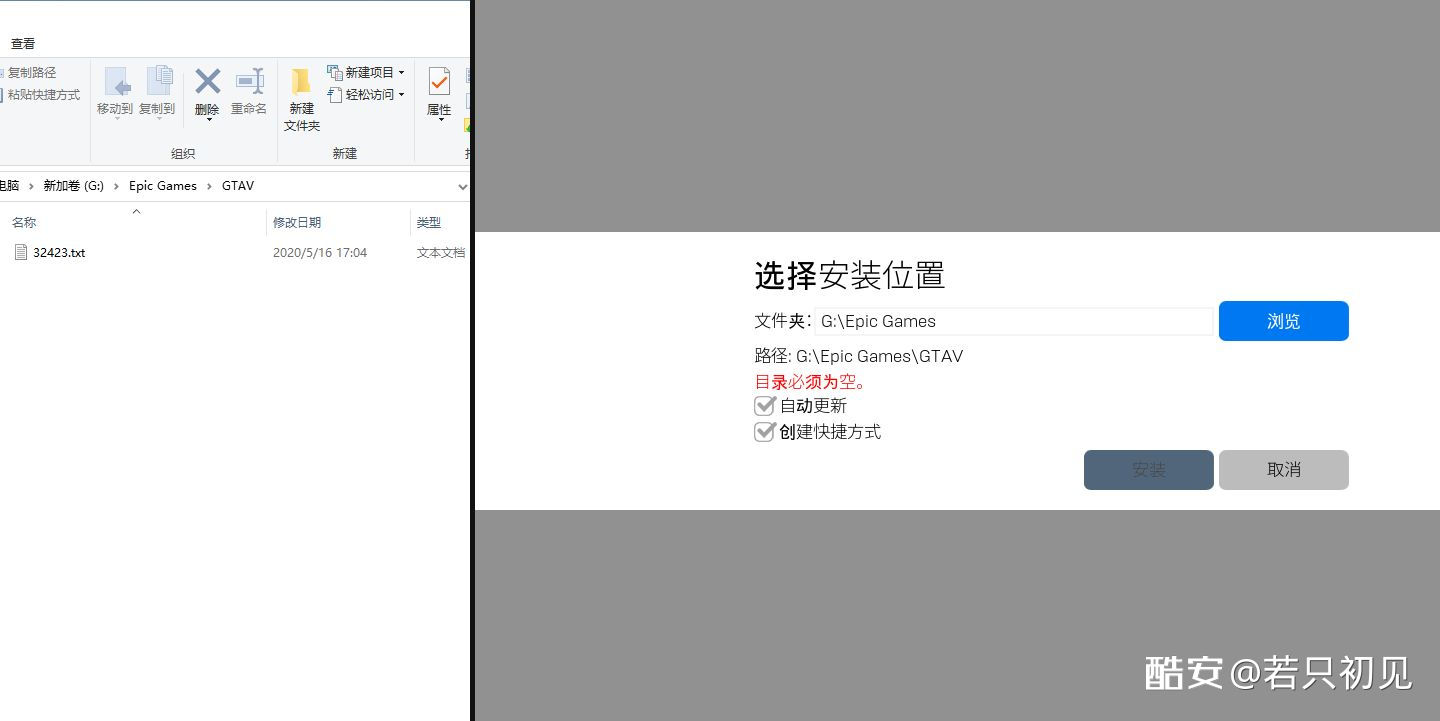 查看
复制路径
粘贴快捷方式
移动到
复制到
删除
重命名
新建
文件夹
新建项目
轻松访问
属性
组织
新建
电脑 › 新加卷 (G:) › Epic Games › GTAV
名称
修改日期
类型
32423.txt
2020/5/16 17:04
文本文档
选择安装位置
文件夹: G:\Epic Games
浏览
路径: G:\Epic Games\GTAV
目录必须为空。
自动更新
创建快捷方式
安装
取消
酷安 @若只初见